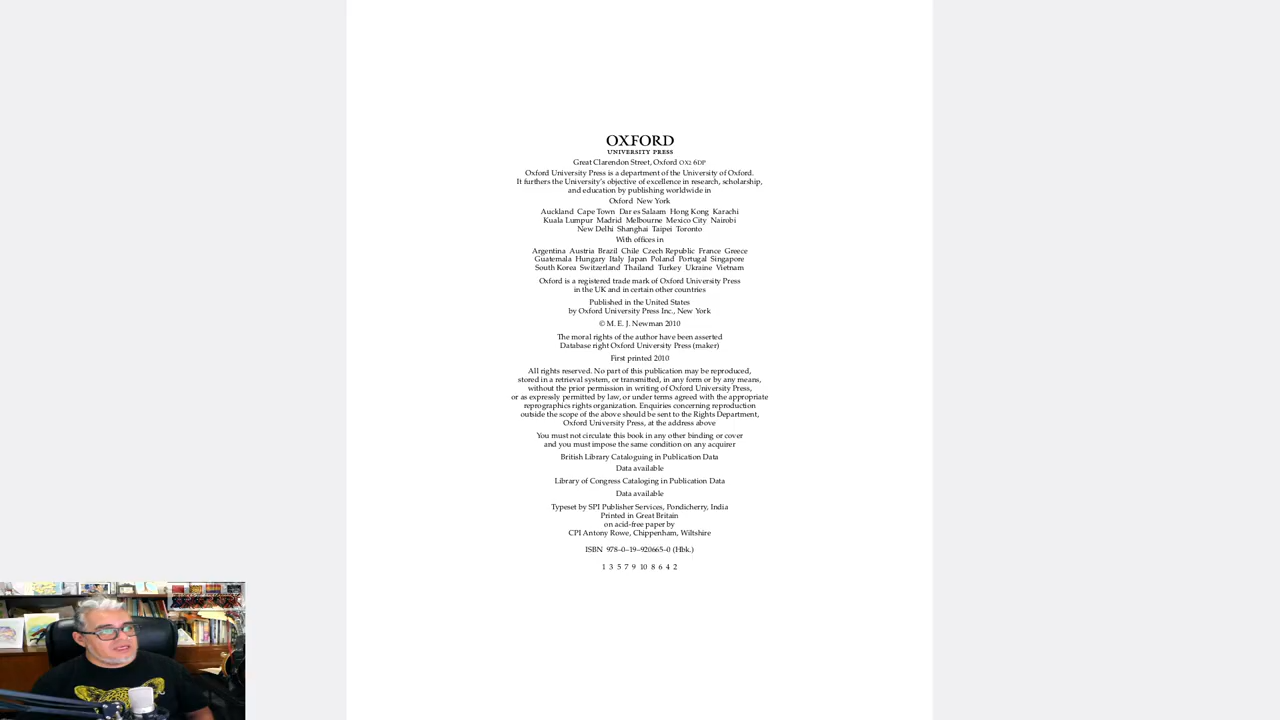 OXFORD
UNIVERSITY PRESS
Great Clarendon Street, Oxford OX2 6DP
Oxford University Press is a department of the University of Oxford.
It furthers the University's objective of excellence in research, scholarship,
and education by publishing worldwide in
Oxford New York
Auckland Cape Town Dar es Salaam Hong Kong Karachi
Kuala Lumpur Madrid Melbourne Mexico City Nairobi
New Delhi Shanghai Taipei Toronto
With offices in
Argentina Austria Brazil Chile Czech Republic France Greece
Guatemala Hungary Italy Japan Poland Portugal Singapore
South Korea Switzerland Thailand Turkey Ukraine Vietnam
Oxford is a registered trade mark of Oxford University Press
in the UK and in certain other countries
Published in the United States
by Oxford University Press Inc., New York
© M. E. J. Newman 2010
The moral rights of the author have been asserted
Database right Oxford University Press (maker)
First printed 2010
All rights reserved. No part of this publication may be reproduced,
stored in a retrieval system, or transmitted, in any form or by any means,
without the prior permission in writing of Oxford University Press,
or as expressly permitted by law, or under terms agreed with the appropriate
reprographics rights organization. Enquiries concerning reproduction
outside the scope of the above should be sent to the Rights Department,
Oxford University Press, at the address above
You must not circulate this book in any other binding or cover
and you must impose the same condition on any acquirer
British Library Cataloguing in Publication Data
Data available
Library of Congress Cataloging in Publication Data
Data available
Typeset by SPI Publisher Services, Pondicherry, India
Printed in Great Britain
on acid-free paper by
CPI Antony Rowe, Chippenham, Wiltshire
ISBN 978–0–19–920665–0 (Hbk.)
1 3 5 7 9 10 8 6 4 2